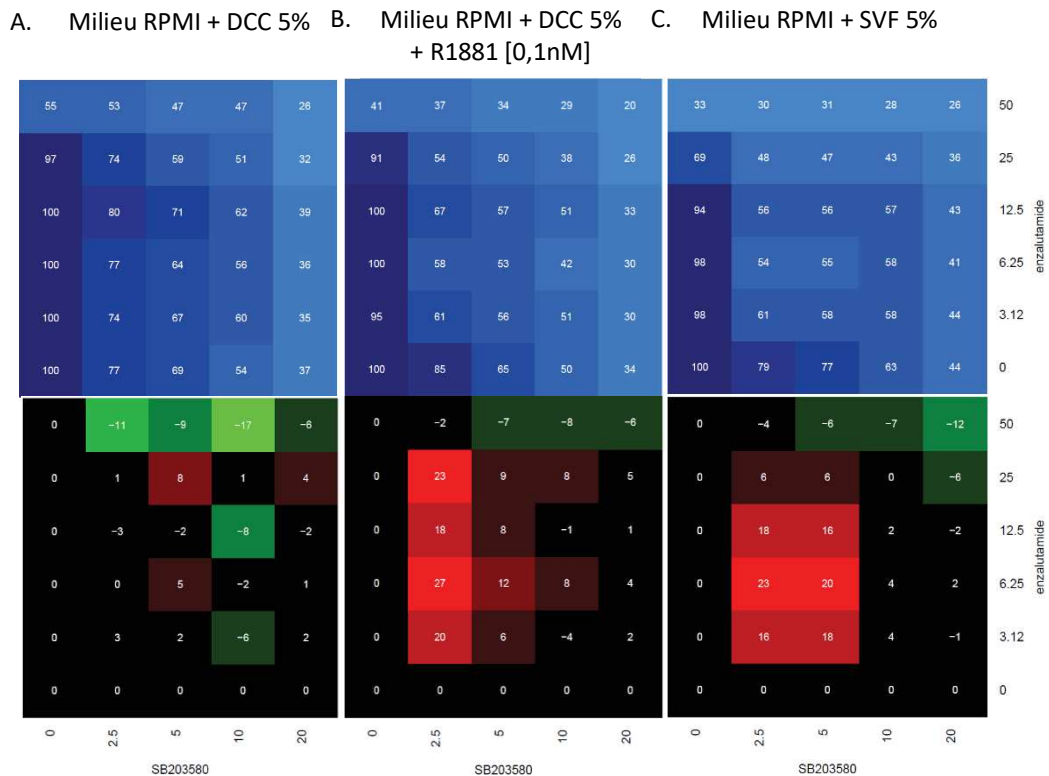 A. Milieu RPMI + DCC 5% B. Milieu RPMI + DCC 5% C. Milieu RPMI + SVF 5%
+ R1881 [0,1nM]
55 53 47 47 26 41 37 34 29 20 33 30 31 28 26 50
97 74 59 51 32 91 54 50 38 26 69 48 47 43 36 25
100 80 71 62 39 100 67 57 51 33 94 56 56 57 43 12.5
enzalutamide
100 77 64 56 36 100 58 53 42 30 98 54 55 58 41 6.25
100 74 67 60 35 95 61 56 51 30 98 61 58 58 44 3.12
100 77 69 54 37 100 85 65 50 34 100 79 77 63 44 0
0 −11 −9 −17 −6 0 −2 −7 −8 −6 0 −4 −6 −7 −12 50
0 1 8 1 4 0 23 9 8 5 0 6 6 0 −6 25
0 −3 −2 −8 −2 0 18 8 −1 1 0 18 16 2 −2 12.5
enzalutamide
0 0 5 −2 1 0 27 12 8 4 0 23 20 4 2 6.25
0 3 2 −6 2 0 20 6 −4 2 0 16 18 4 −1 3.12
0 0 0 0 0 0 0 0 0 0 0 0 0 0 0 0
0 2.5 5 10 20 0 2.5 5 10 20 0 2.5 5 10 20
SB203580 SB203580 SB203580